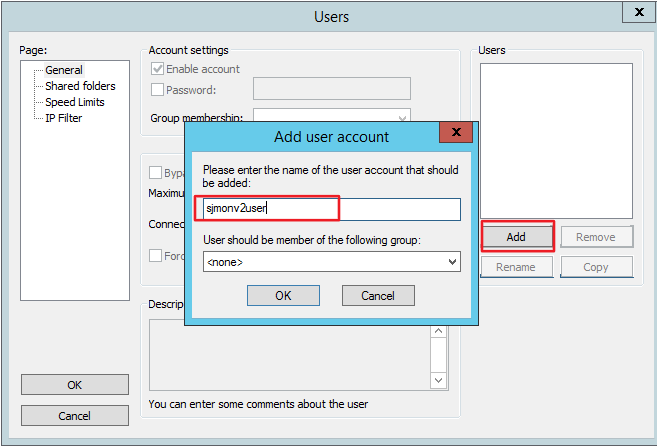 Users
x
Page:
General
Shared folders
Speed Limits
IP Filter
OK
Cancel
Account settings
Enable account
Password:
Group membership:
Bypa
Maximu
Connec
Forc
Descrip
You can enter some comments about the user
Add user account
x
Please enter the name of the user account that should
be added:
sjmonv2user
User should be member of the following group:
<none>
OK
Cancel
Users
Add
Remove
Rename
Copy